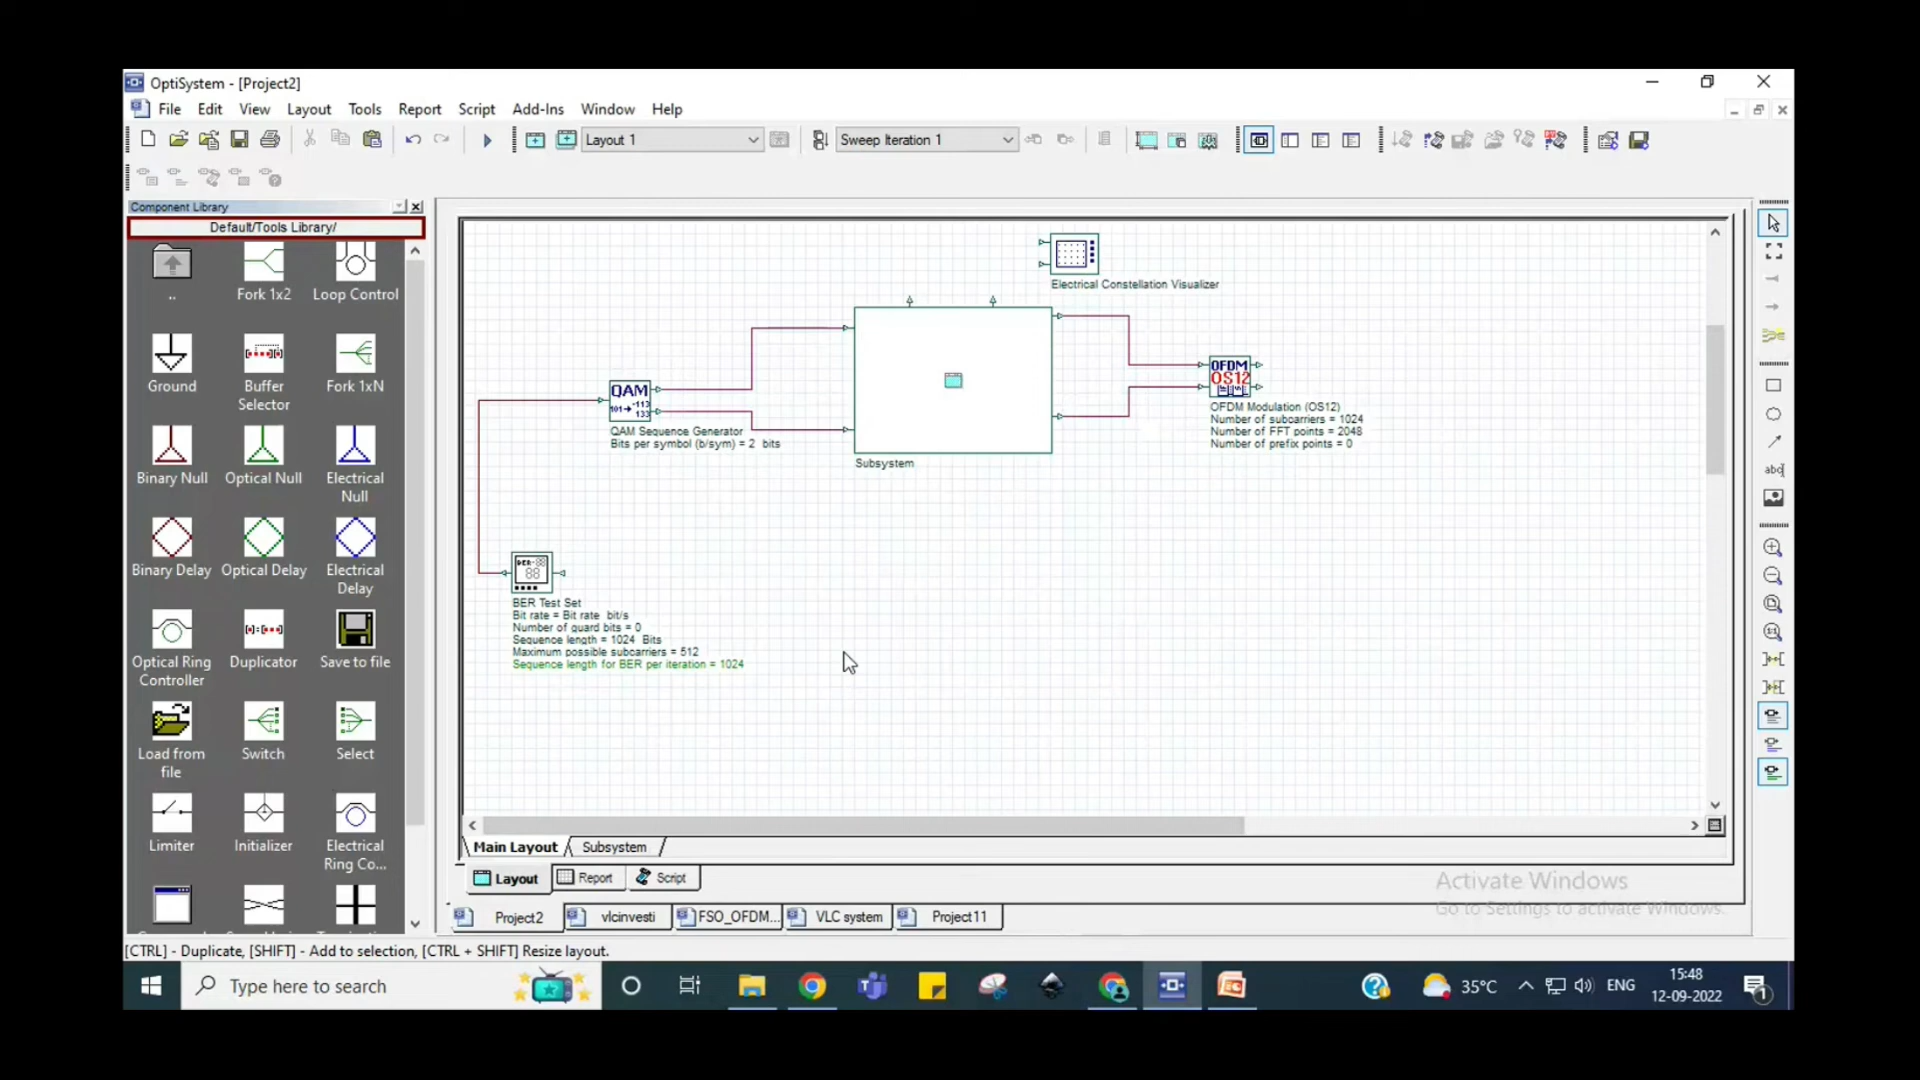 OptiSystem - [Project2]
File Edit View Layout Tools Report Script Add-Ins Window Help
Layout 1
Sweep Iteration 1
Component Library
Default/Tools Library/
..
Fork 1x2
Loop Control
Ground
Buffer Selector
Fork 1xN
Binary Null
Optical Null
Electrical Null
Binary Delay
Optical Delay
Electrical Delay
Optical Ring Controller
Duplicator
Save to file
Load from file
Switch
Select
Limiter
Initializer
Electrical Ring Co...
Electrical Constellation Visualizer
QAM
QAM Sequence Generator
Bits per symbol (b/sym) = 2 bits
Subsystem
OFDM
OS12
OFDM Modulation (OS12)
Number of subcarriers = 1024
Number of FFT points = 2048
Number of prefix points = 0
BER Test Set
Bit rate = Bit rate bit/s
Number of guard bits = 0
Sequence length = 1024 Bits
Maximum possible subcarriers = 512
Sequence length for BER per iteration = 1024
abc
Main Layout
Subsystem
Layout
Report
Script
Activate Windows
Go to Settings to activate Windows.
Project2
vlcinvesti
FSO_OFDM...
VLC system
Project11
[CTRL] - Duplicate, [SHIFT] - Add to selection, [CTRL + SHIFT] Resize layout.
Type here to search
35°C
ENG
15:48
12-09-2022
1